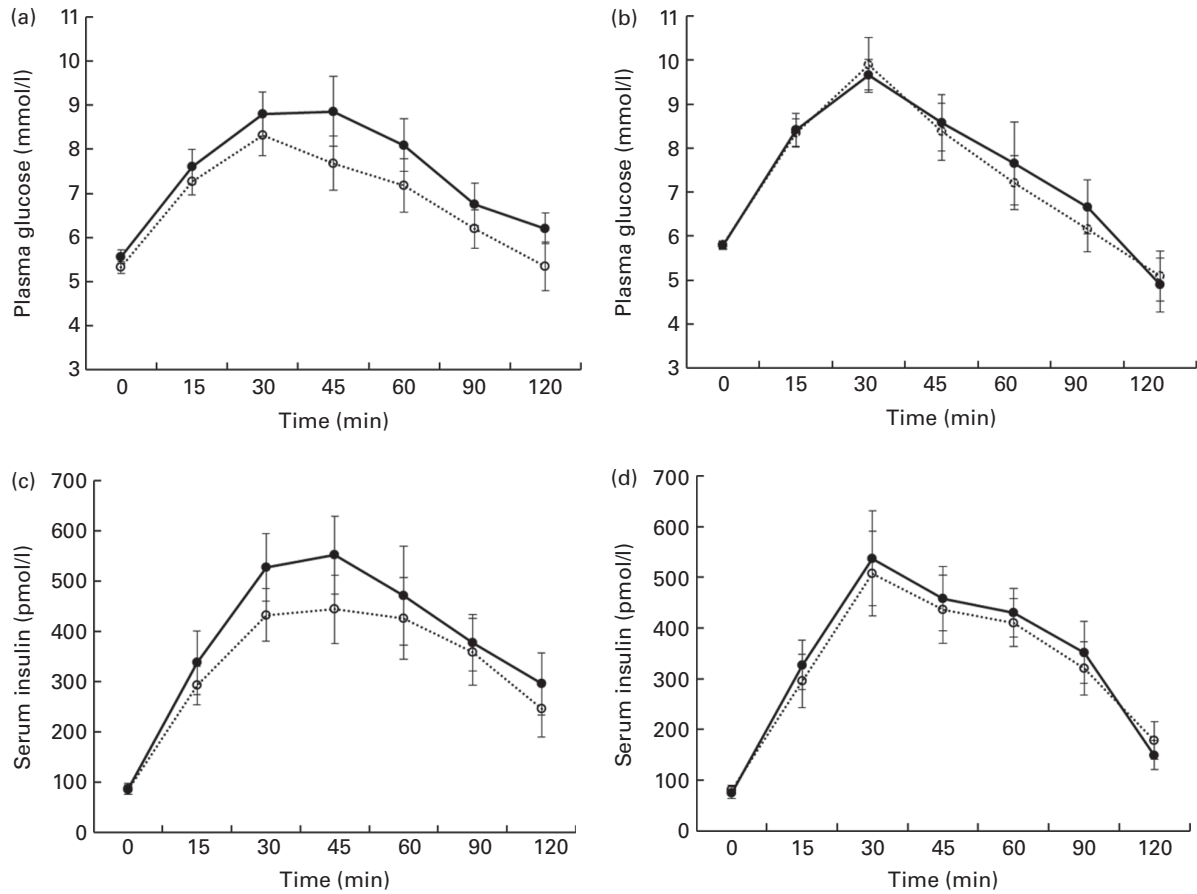 (a)
11
10
9
8
7
6
5
4
3
Plasma glucose (mmol/l)
0 15 30 45 60 90 120
Time (min)
(b)
11
10
9
8
7
6
5
4
3
Plasma glucose (mmol/l)
0 15 30 45 60 90 120
Time (min)
(c)
700
600
500
400
300
200
100
0
Serum insulin (pmol/l)
0 15 30 45 60 90 120
Time (min)
(d)
700
600
500
400
300
200
100
0
Serum insulin (pmol/l)
0 15 30 45 60 90 120
Time (min)